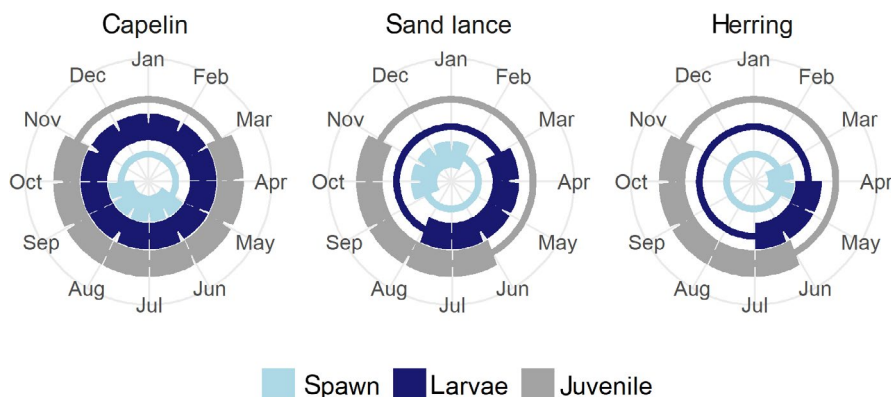 Capelin
Jan
Feb
Mar
Apr
May
Jun
Jul
Aug
Sep
Oct
Nov
Dec
Sand lance
Jan
Feb
Mar
Apr
May
Jun
Jul
Aug
Sep
Oct
Nov
Dec
Herring
Jan
Feb
Mar
Apr
May
Jun
Jul
Aug
Sep
Oct
Nov
Dec
Spawn Larvae Juvenile